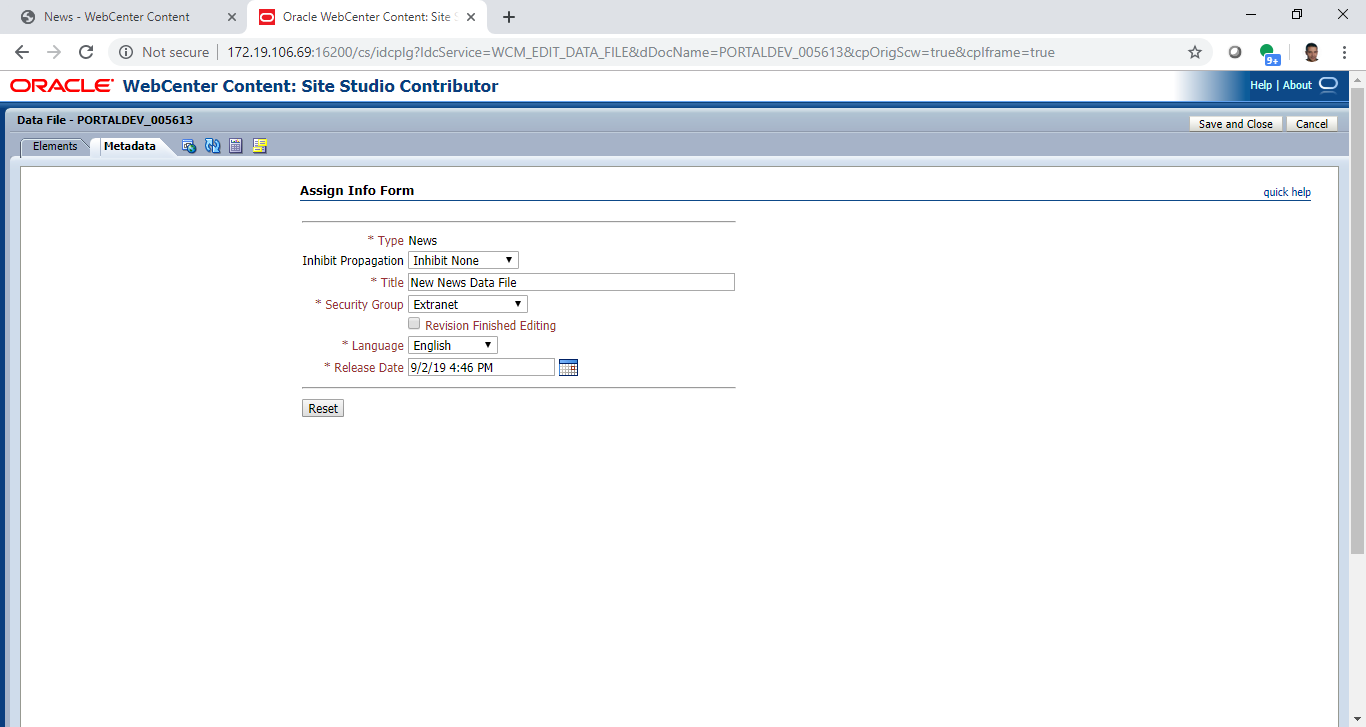 News - WebCenter Content
Oracle WebCenter Content: Site S
Not secure
172.19.106.69:16200/cs/idcplg?IdcService=WCM_EDIT_DATA_FILE&dDocName=PORTALDEV_005613&cpOrigScw=true&cpIframe=true
9+
ORACLE WebCenter Content: Site Studio Contributor
Help | About
Data File - PORTALDEV_005613
Save and Close
Cancel
Elements
Metadata
Assign Info Form
quick help
* Type News
Inhibit Propagation Inhibit None
* Title New News Data File
* Security Group Extranet
Revision Finished Editing
* Language English
* Release Date 9/2/19 4:46 PM
Reset